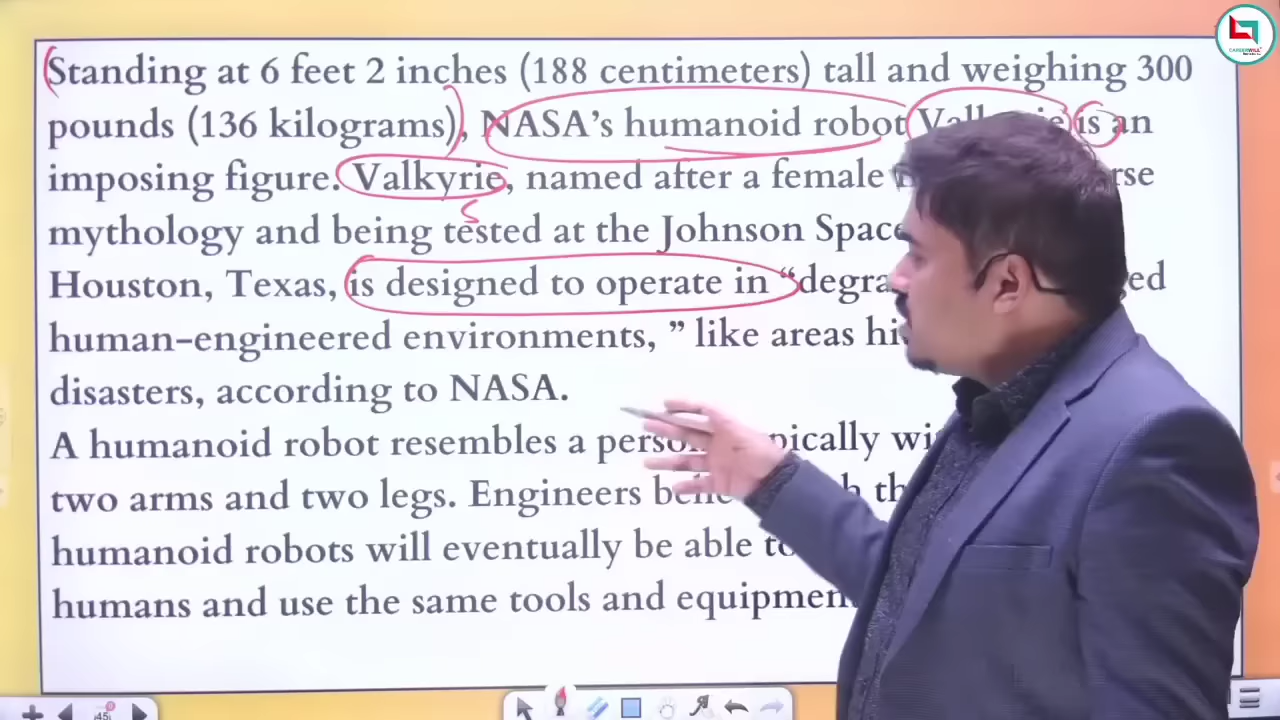 Standing at 6 feet 2 inches (188 centimeters) tall and weighing 300
pounds (136 kilograms), NASA's humanoid robot is an
imposing figure. Valkyrie, named after a female
mythology and being tested at the Johnson
Houston, Texas, is designed to operate in “
human-engineered environments, ” like areas
disasters, according to NASA.
A humanoid robot resembles a
two arms and two legs. Engineers
humanoid robots will eventually be able
humans and use the same tools and
S
45
CAREERWILL